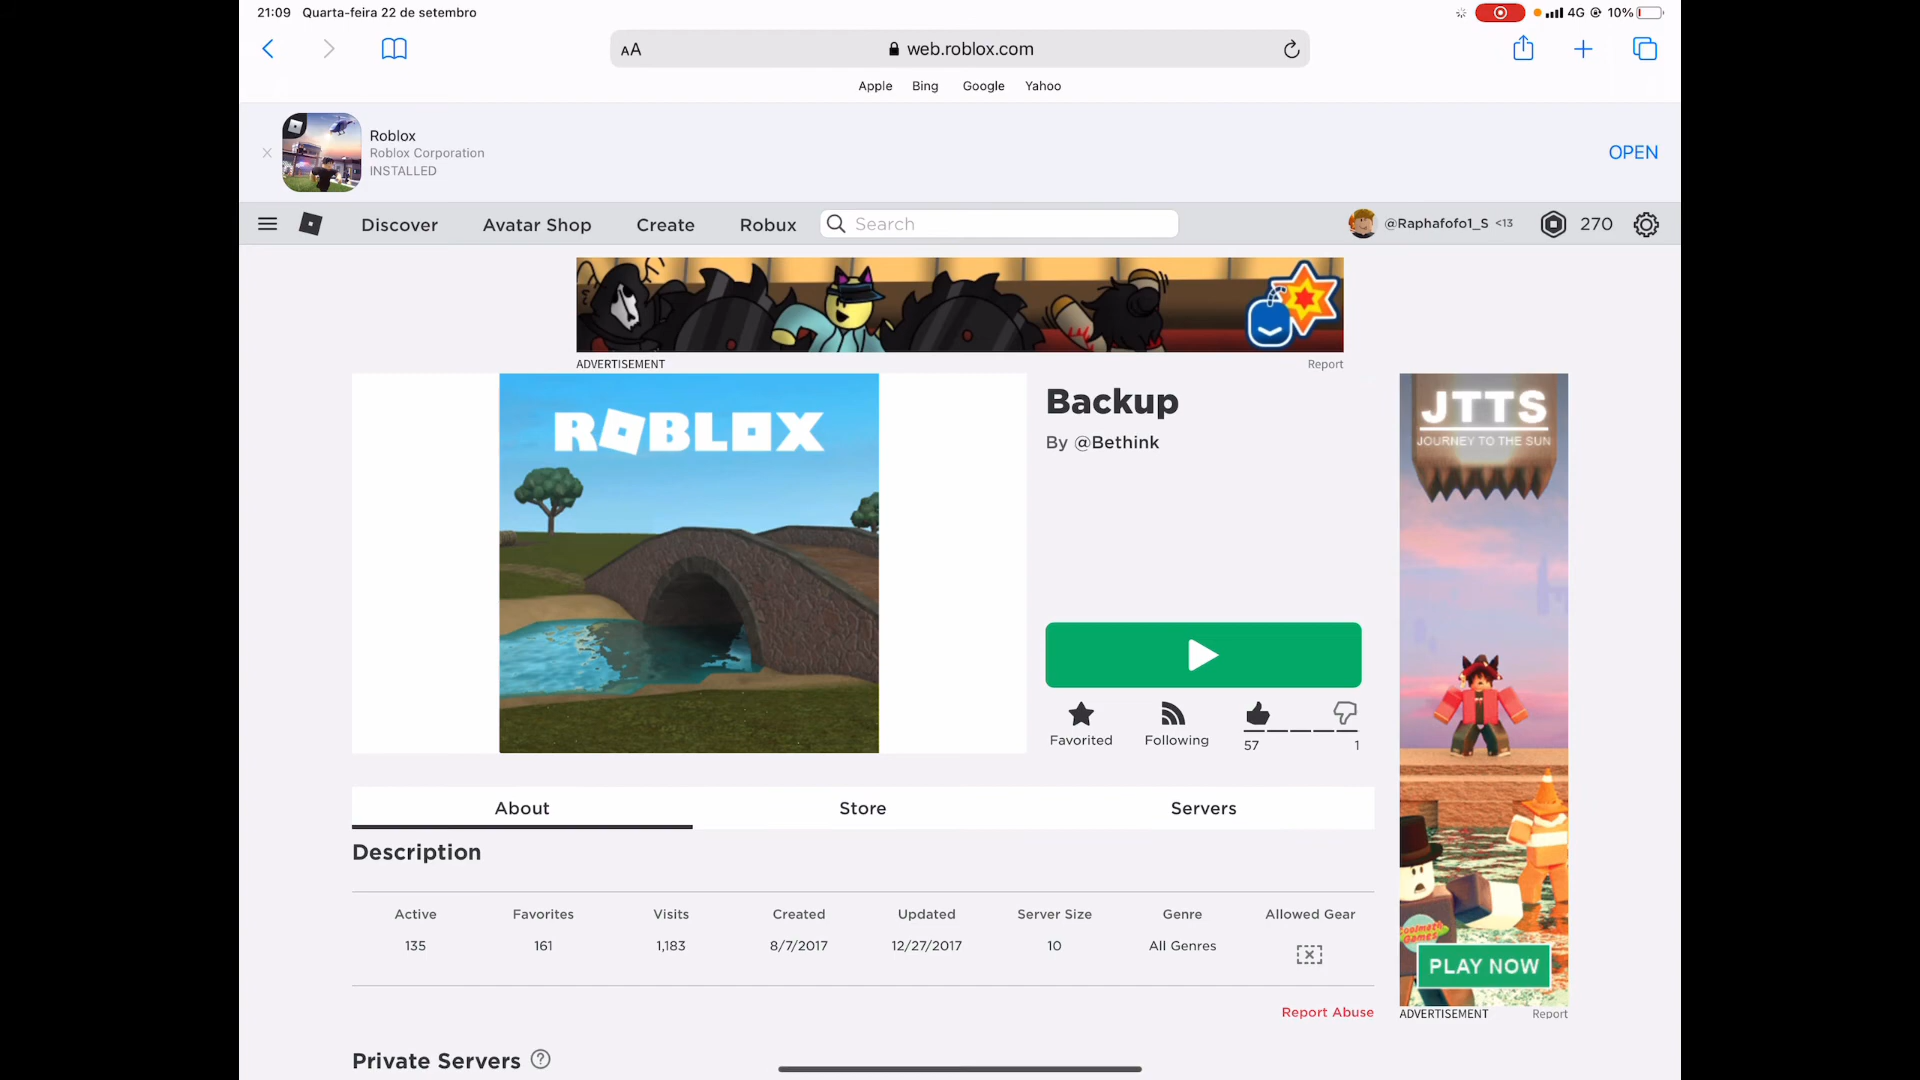 21:09 Quarta-feira 22 de setembro
4G 10%
AA web.roblox.com
Apple Bing Google Yahoo
Roblox
Roblox Corporation
INSTALLED
OPEN
Discover Avatar Shop Create Robux Search @Raphafofo1_S <13 270
ADVERTISEMENT Report
ROBLOX
Backup
By @Bethink
JTTS
JOURNEY TO THE SUN
Favorited Following 57 1
About Store Servers
Description
Active Favorites Visits Created Updated Server Size Genre Allowed Gear
135 161 1,183 8/7/2017 12/27/2017 10 All Genres
Coolmath
Games
PLAY NOW
Report Abuse
ADVERTISEMENT Report
Private Servers ?